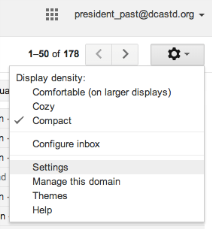 president_past@dcastd.org
1–50 of 178
Display density:
Comfortable (on larger displays)
Cozy
Compact
Configure inbox
Settings
Manage this domain
Themes
Help